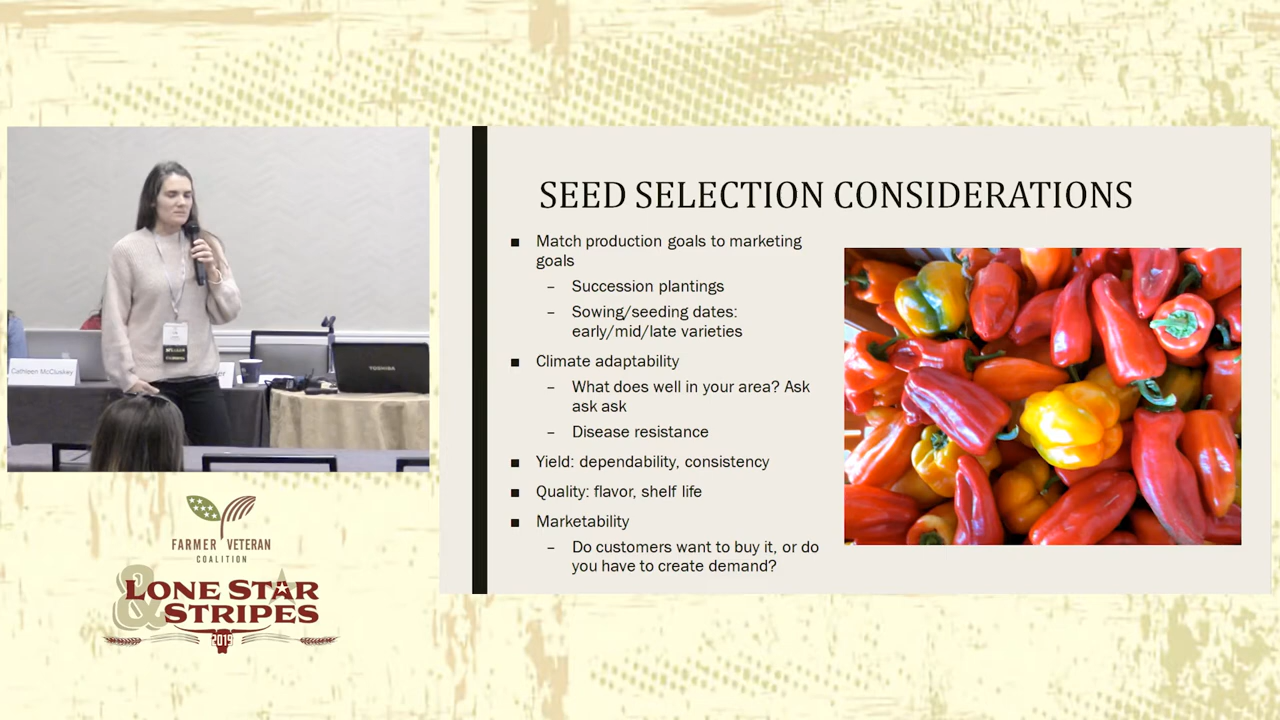 SEED SELECTION CONSIDERATIONS
■ Match production goals to marketing
goals
– Succession plantings
– Sowing/seeding dates:
early/mid/late varieties
■ Climate adaptability
– What does well in your area? Ask
ask ask
– Disease resistance
■ Yield: dependability, consistency
■ Quality: flavor, shelf life
■ Marketability
– Do customers want to buy it, or do
you have to create demand?
Cathleen McCluskey
TOSHIBA
FARMER VETERAN
COALITION
LONE STAR
& STRIPES
2019